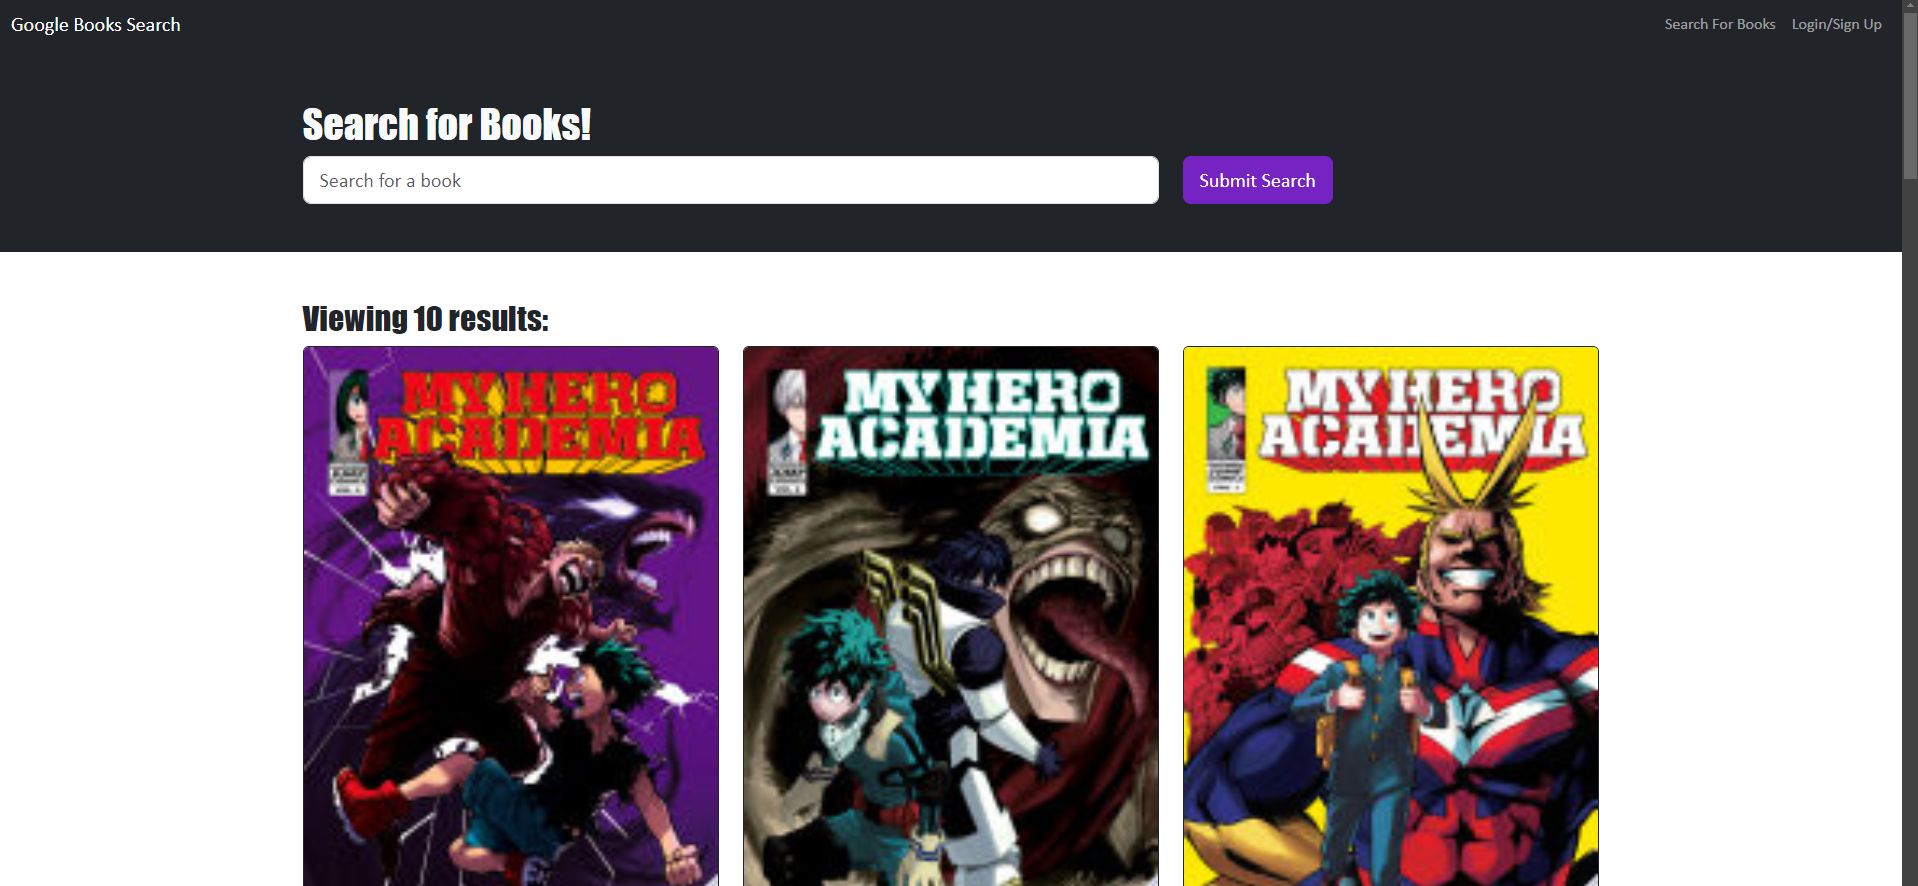 Google Books Search
Search For Books
Login/Sign Up
Search for Books!
Search for a book
Submit Search
Viewing 10 results:
MY HERO
ACADEMIA
MY HERO
ACADEMIA
MY HERO
ACADEMIA